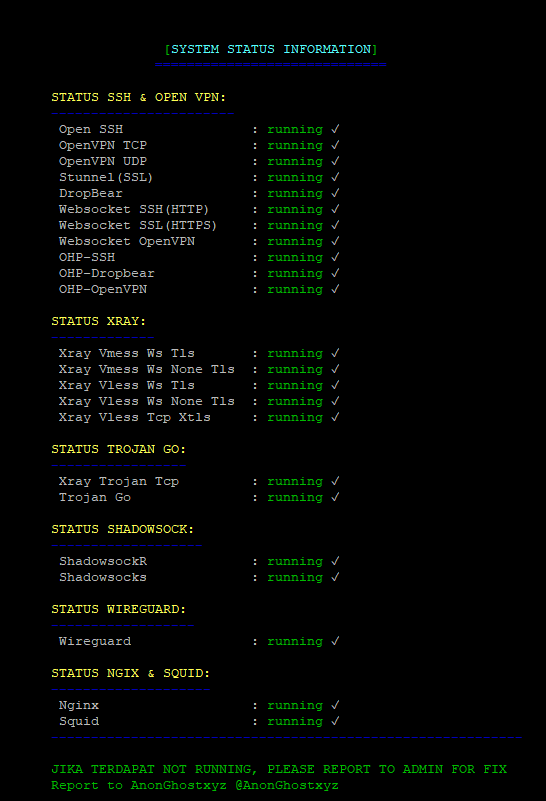 [SYSTEM STATUS INFORMATION]
STATUS SSH & OPEN VPN:
Open SSH : running ✓
OpenVPN TCP : running ✓
OpenVPN UDP : running ✓
Stunnel(SSL) : running ✓
DropBear : running ✓
Websocket SSH(HTTP) : running ✓
Websocket SSL(HTTPS) : running ✓
Websocket OpenVPN : running ✓
OHP-SSH : running ✓
OHP-Dropbear : running ✓
OHP-OpenVPN : running ✓
STATUS XRAY:
Xray Vmess Ws Tls : running ✓
Xray Vmess Ws None Tls : running ✓
Xray Vless Ws Tls : running ✓
Xray Vless Ws None Tls : running ✓
Xray Vless Tcp Xtls : running ✓
STATUS TROJAN GO:
Xray Trojan Tcp : running ✓
Trojan Go : running ✓
STATUS SHADOWSOCK:
ShadowsockR : running ✓
Shadowsocks : running ✓
STATUS WIREGUARD:
Wireguard : running ✓
STATUS NGIX & SQUID:
Nginx : running ✓
Squid : running ✓
JIKA TERDAPAT NOT RUNNING, PLEASE REPORT TO ADMIN FOR FIX
Report to AnonGhostxyz @AnonGhostxyz